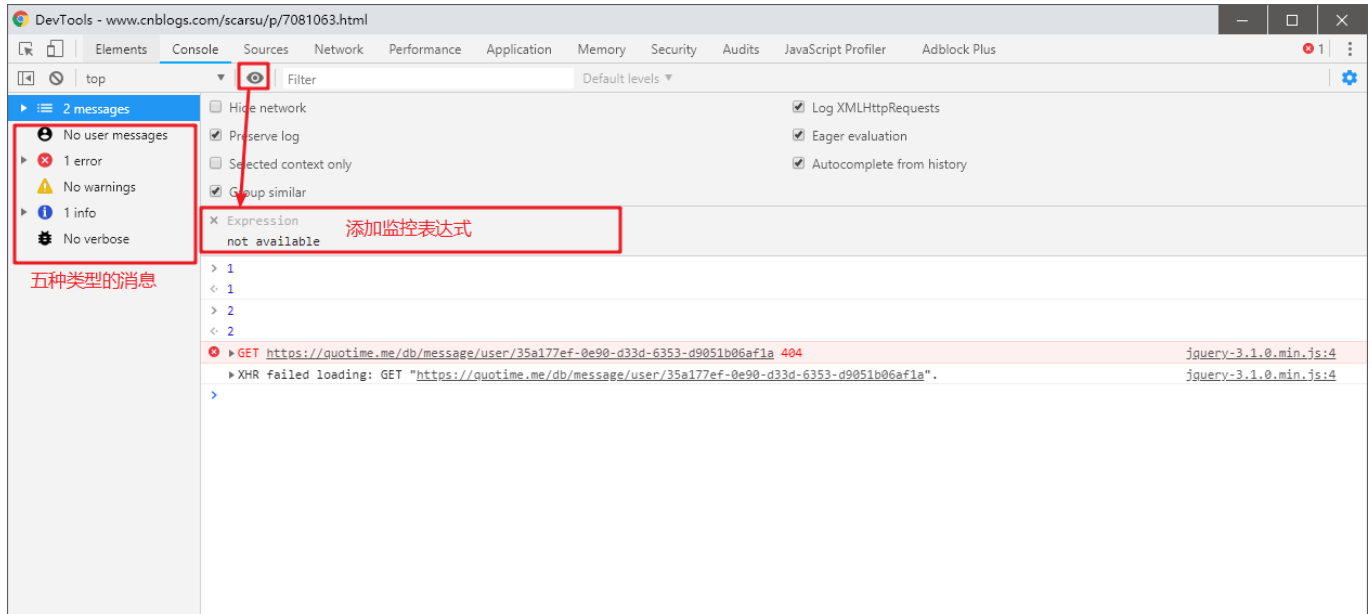 DevTools - www.cnblogs.com/scarsu/p/7081063.html
Elements Console Sources Network Performance Application Memory Security Audits JavaScript Profiler Adblock Plus 1
top Filter Default levels ▼
2 messages
No user messages
1 error
No warnings
1 info
No verbose
五种类型的消息
Hide network Log XMLHttpRequests
Preserve log Eager evaluation
Selected context only Autocomplete from history
Group similar
Expression
not available
添加监控表达式
> 1
<· 1
> 2
<· 2
GET https://quotime.me/db/message/user/35a177ef-0e90-d33d-6353-d9051b06af1a 404 jquery-3.1.0.min.js:4
XHR failed loading: GET "https://quotime.me/db/message/user/35a177ef-0e90-d33d-6353-d9051b06af1a". jquery-3.1.0.min.js:4
>